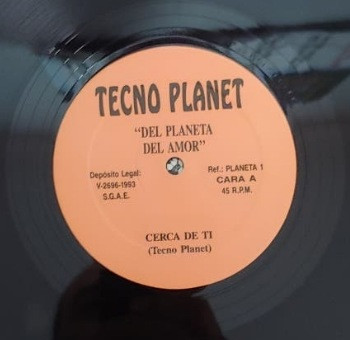 TECNO PLANET
"DEL PLANETA
DEL AMOR"
Depósito Legal:
V-2696-1993
S.G.A.E.
Ref.: PLANETA 1
CARA A
45 R.P.M.
CERCA DE TI
(Tecno Planet)